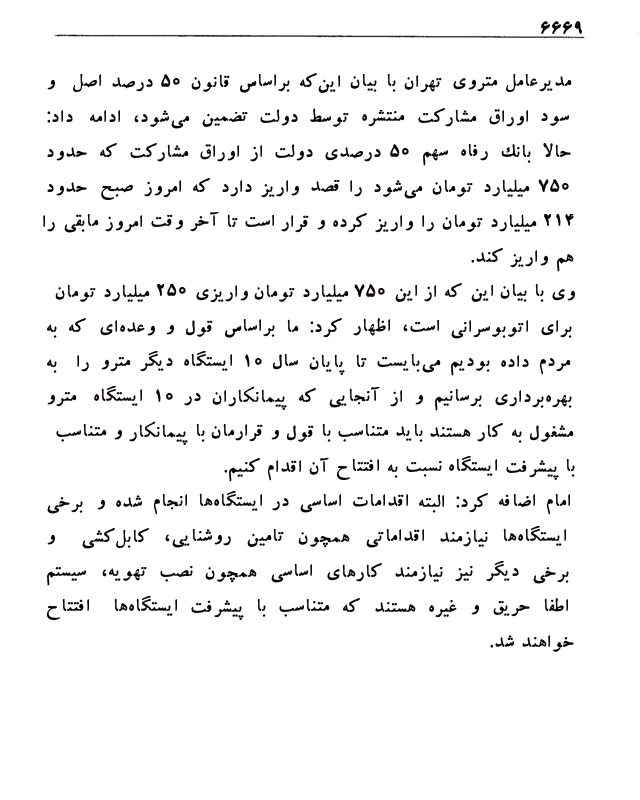 ۶۶۶۹
مدیرعامل متروی تهران با بیان این‌که براساس قانون ۵۰ درصد اصل و
سود اوراق مشارکت منتشره توسط دولت تضمین می‌شود، ادامه داد:
حالا بانك رفاه سهم ۵۰ درصدی دولت از اوراق مشارکت که حدود
۷۵۰ میلیارد تومان می‌شود را قصد واریز دارد که امروز صبح حدود
۲۱۴ میلیارد تومان را واریز کرده و قرار است تا آخر وقت امروز مابقی را
هم واریز کند.
وی با بیان این که از این ۷۵۰ میلیارد تومان واریزی ۲۵۰ میلیارد تومان
برای اتوبوسرانی است، اظهار کرد: ما براساس قول و وعده‌ای که به
مردم داده بودیم می‌بایست تا پایان سال ۱۰ ایستگاه دیگر مترو را به
بهره‌برداری برسانیم و از آنجایی که پیمانکاران در ۱۰ ایستگاه مترو
مشغول به کار هستند باید متناسب با قول و قرارمان با پیمانکار و متناسب
با پیشرفت ایستگاه نسبت به افتتاح آن اقدام کنیم.
امام اضافه کرد: البته اقدامات اساسی در ایستگاه‌ها انجام شده و برخی
ایستگاه‌ها نیازمند اقداماتی همچون تامین روشنایی، کابل‌کشی و
برخی دیگر نیز نیازمند کارهای اساسی همچون نصب تهویه، سیستم
اطفا حریق و غیره هستند که متناسب با پیشرفت ایستگاه‌ها افتتاح
خواهند شد.